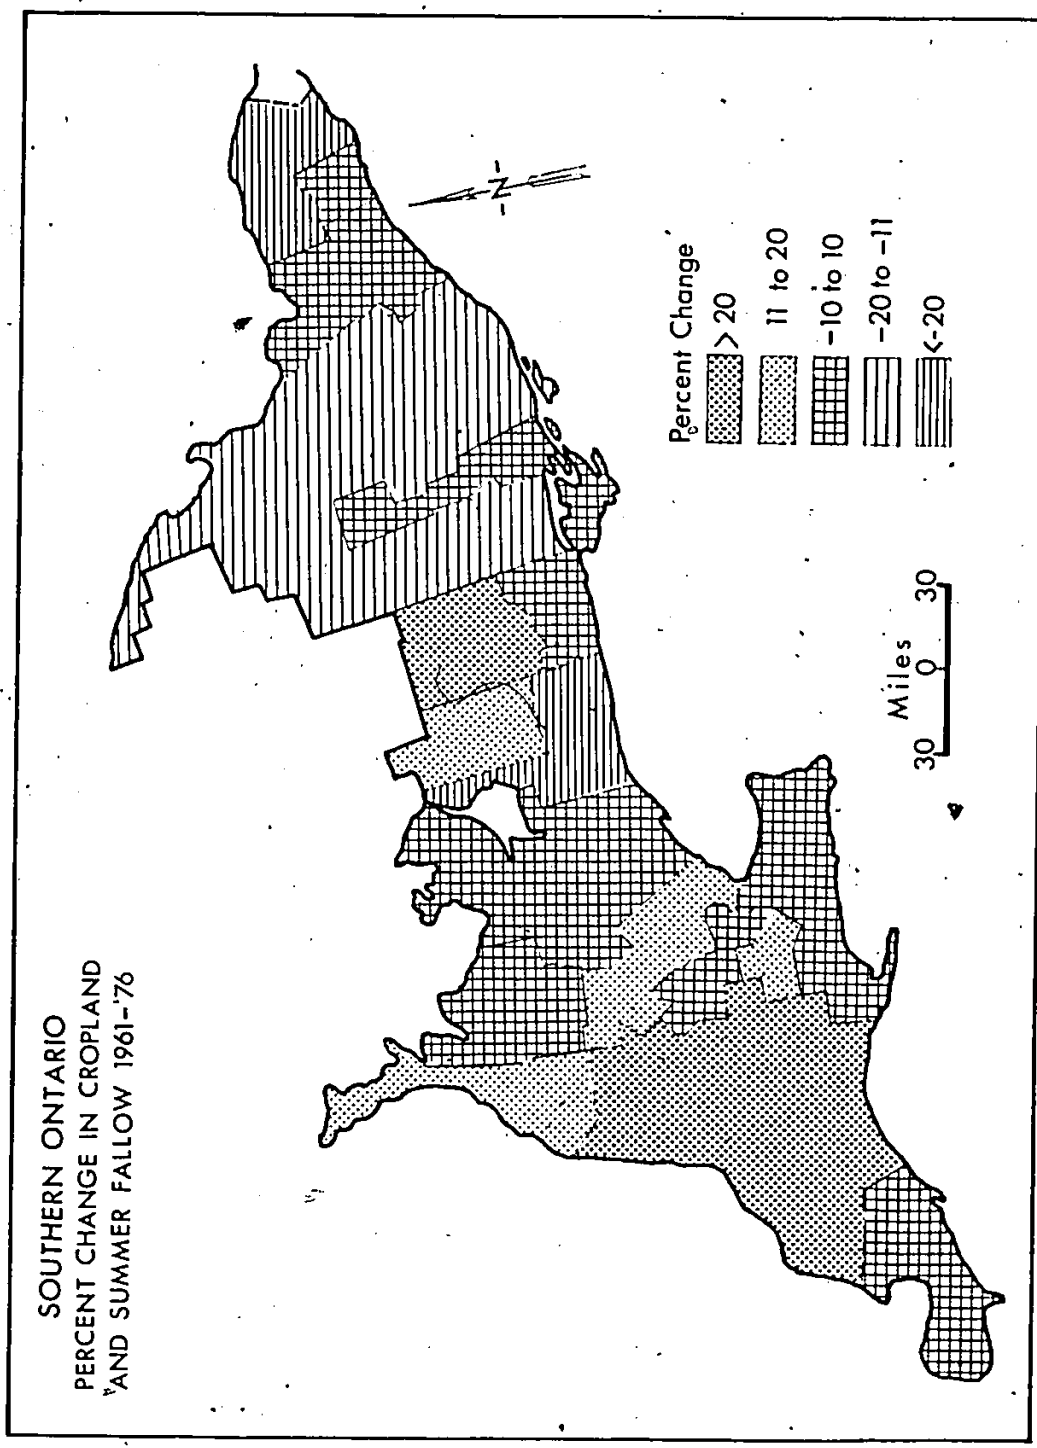 SOUTHERN ONTARIO
PERCENT CHANGE IN CROPLAND
AND SUMMER FALLOW 1961-'76
N
Percent Change
>20
11 to 20
-10 to 10
-20 to -11
<-20
30 0 30
Miles